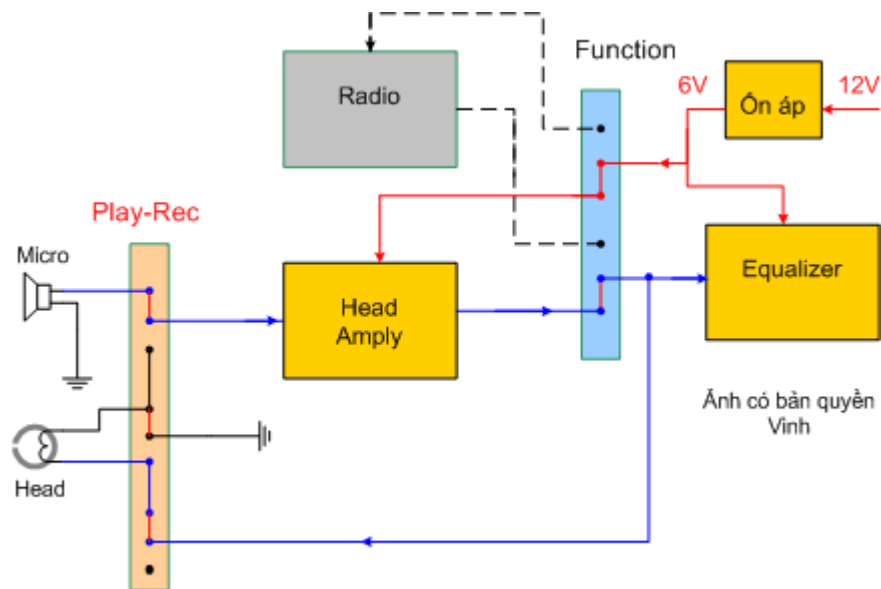 Function
Radio
6V
Ổn áp
12V
Play-Rec
Micro
Head
Amply
Equalizer
Ảnh có bản quyền
Vinh
Head